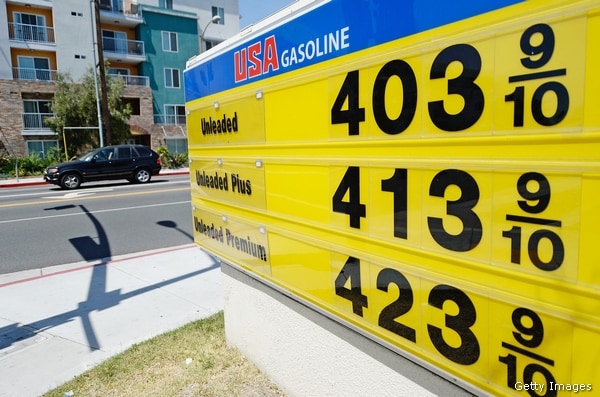 USA GASOLINE
Unleaded 403 9/10
Unleaded Plus 413 9/10
Unleaded Premium 423 9/10
Getty Images